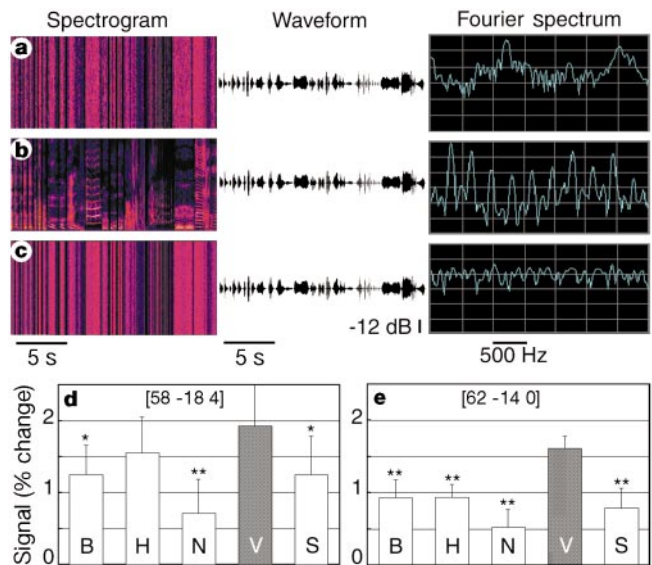 Spectrogram Waveform Fourier spectrum
a
b
c
-12 dB
5 s 5 s 500 Hz
d [58 -18 4] e [62 -14 0]
Signal (% change)
2 2
* * ** ** ** **
**
1 1
B H N V S B H N V S
0 0